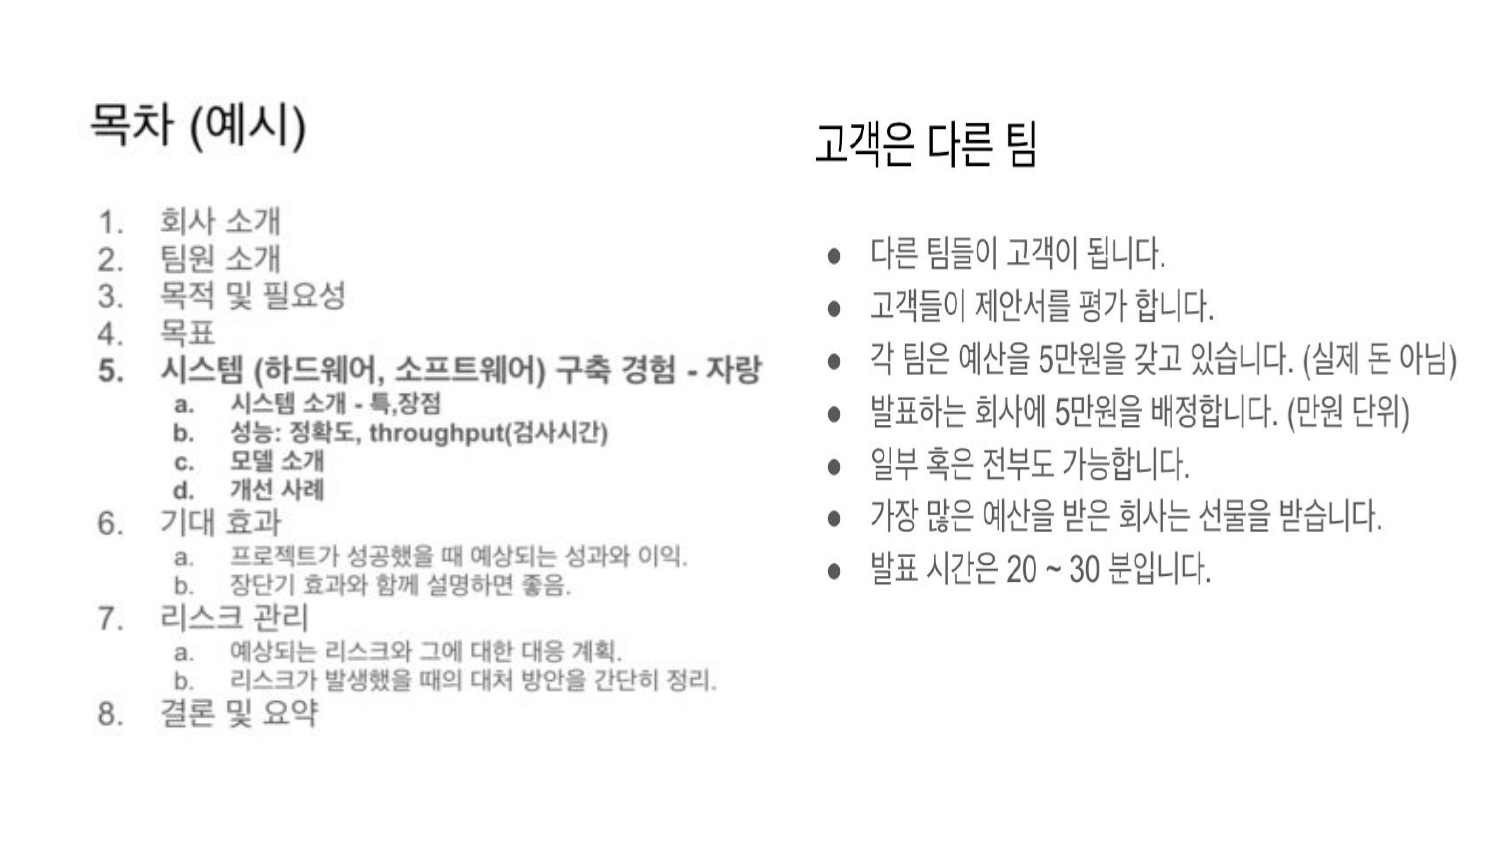 목차 (예시)
1. 회사 소개
2. 팀원 소개
3. 목적 및 필요성
4. 목표
5. 시스템 (하드웨어, 소프트웨어) 구축 경험 - 자랑
a. 시스템 소개 - 특,장점
b. 성능: 정확도, throughput(검사시간)
c. 모델 소개
d. 개선 사례
6. 기대 효과
a. 프로젝트가 성공했을 때 예상되는 성과와 이익.
b. 장단기 효과와 함께 설명하면 좋음.
7. 리스크 관리
a. 예상되는 리스크와 그에 대한 대응 계획.
b. 리스크가 발생했을 때의 대처 방안을 간단히 정리.
8. 결론 및 요약
고객은 다른 팀
● 다른 팀들이 고객이 됩니다.
● 고객들이 제안서를 평가 합니다.
● 각 팀은 예산을 5만원을 갖고 있습니다. (실제 돈 아님)
● 발표하는 회사에 5만원을 배정합니다. (만원 단위)
● 일부 혹은 전부도 가능합니다.
● 가장 많은 예산을 받은 회사는 선물을 받습니다.
● 발표 시간은 20 ~ 30 분입니다.